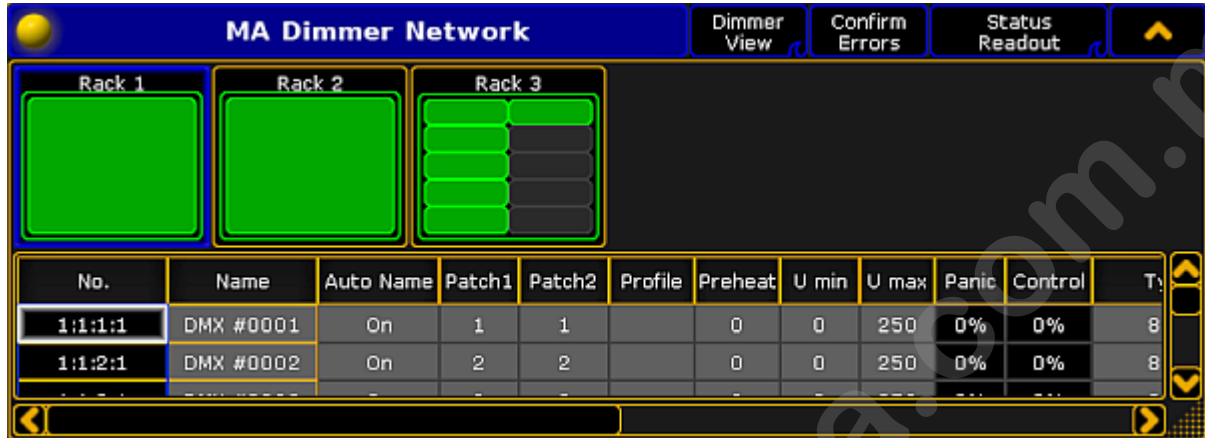 MA Dimmer Network
Dimmer View
Confirm Errors
Status Readout
Rack 1
Rack 2
Rack 3
No. Name Auto Name Patch1 Patch2 Profile Preheat U min U max Panic Control
1:1:1:1 DMX #0001 On 1 1 0 0 250 0% 0% 8
1:1:2:1 DMX #0002 On 2 2 0 0 250 0% 0% 8